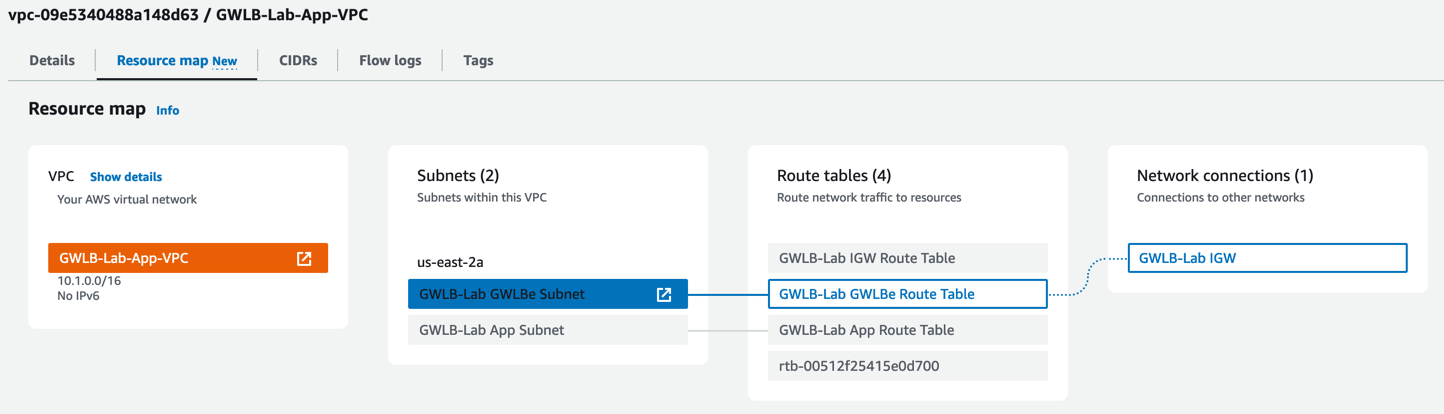 vpc-09e5340488a148d63 / GWLB-Lab-App-VPC
Details
Resource map New
CIDRs
Flow logs
Tags
Resource map Info
VPC Show details
Your AWS virtual network
GWLB-Lab-App-VPC
10.1.0.0/16
No IPv6
Subnets (2)
Subnets within this VPC
us-east-2a
GWLB-Lab GWLBe Subnet
GWLB-Lab App Subnet
Route tables (4)
Route network traffic to resources
GWLB-Lab IGW Route Table
GWLB-Lab GWLBe Route Table
GWLB-Lab App Route Table
rtb-00512f25415e0d700
Network connections (1)
Connections to other networks
GWLB-Lab IGW